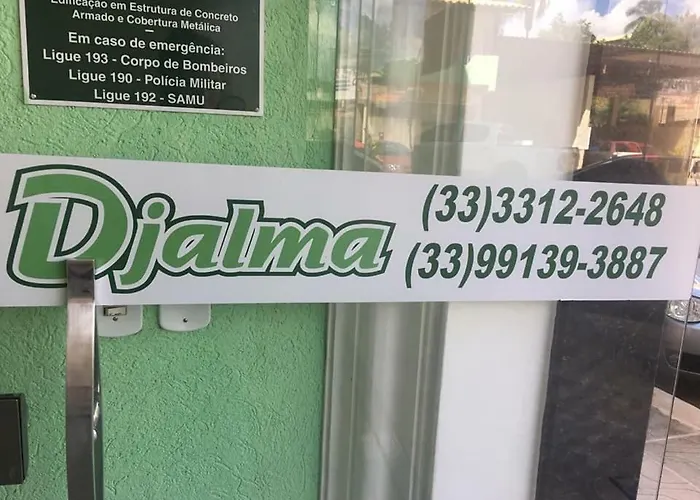 Edificação em Estrutura de Concreto
Armado e Cobertura Metálica
Em caso de emergência:
Ligue 193 - Corpo de Bombeiros
Ligue 190 - Polícia Militar
Ligue 192 - SAMU
Djalma
(33)3312-2648
(33)99139-3887